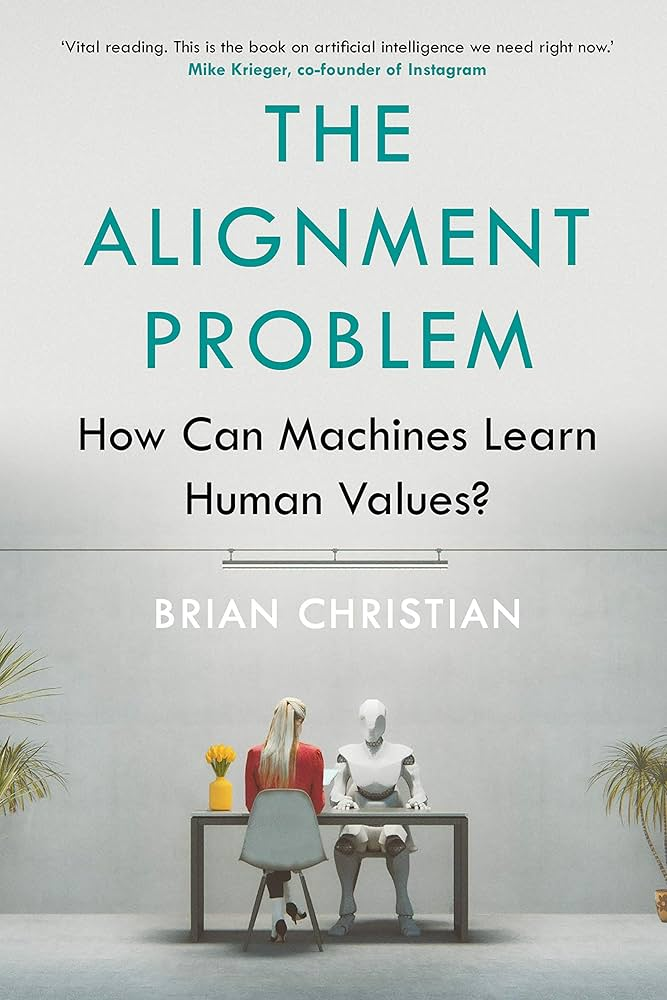 ‘Vital reading. This is the book on artificial intelligence we need right now.’
Mike Krieger, co-founder of Instagram
THE
ALIGNMENT
PROBLEM
How Can Machines Learn
Human Values?
BRIAN CHRISTIAN